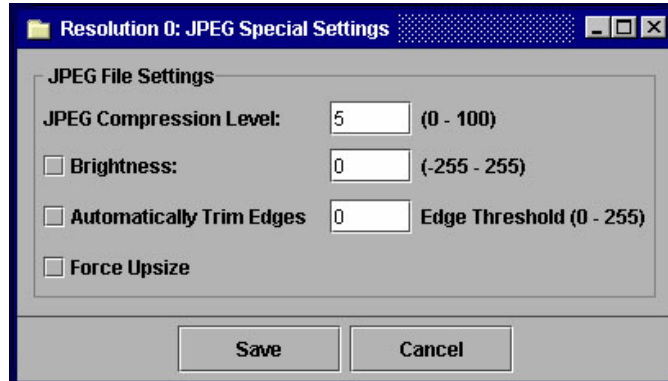 Resolution 0: JPEG Special Settings
JPEG File Settings
JPEG Compression Level: 5 (0 - 100)
Brightness: 0 (-255 - 255)
Automatically Trim Edges 0 Edge Threshold (0 - 255)
Force Upsize
Save Cancel